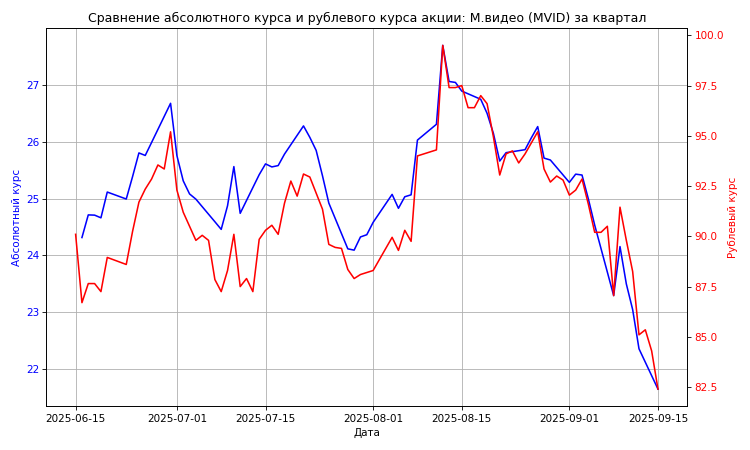 Сравнение абсолютного курса и рублевого курса акции: М.видео (MVID) за квартал
100.0
97.5
95.0
92.5
90.0
87.5
85.0
82.5
27
26
25
24
23
22
Абсолютный курс
Рублевый курс
2025-06-15 2025-07-01 2025-07-15 2025-08-01 2025-08-15 2025-09-01 2025-09-15
Дата